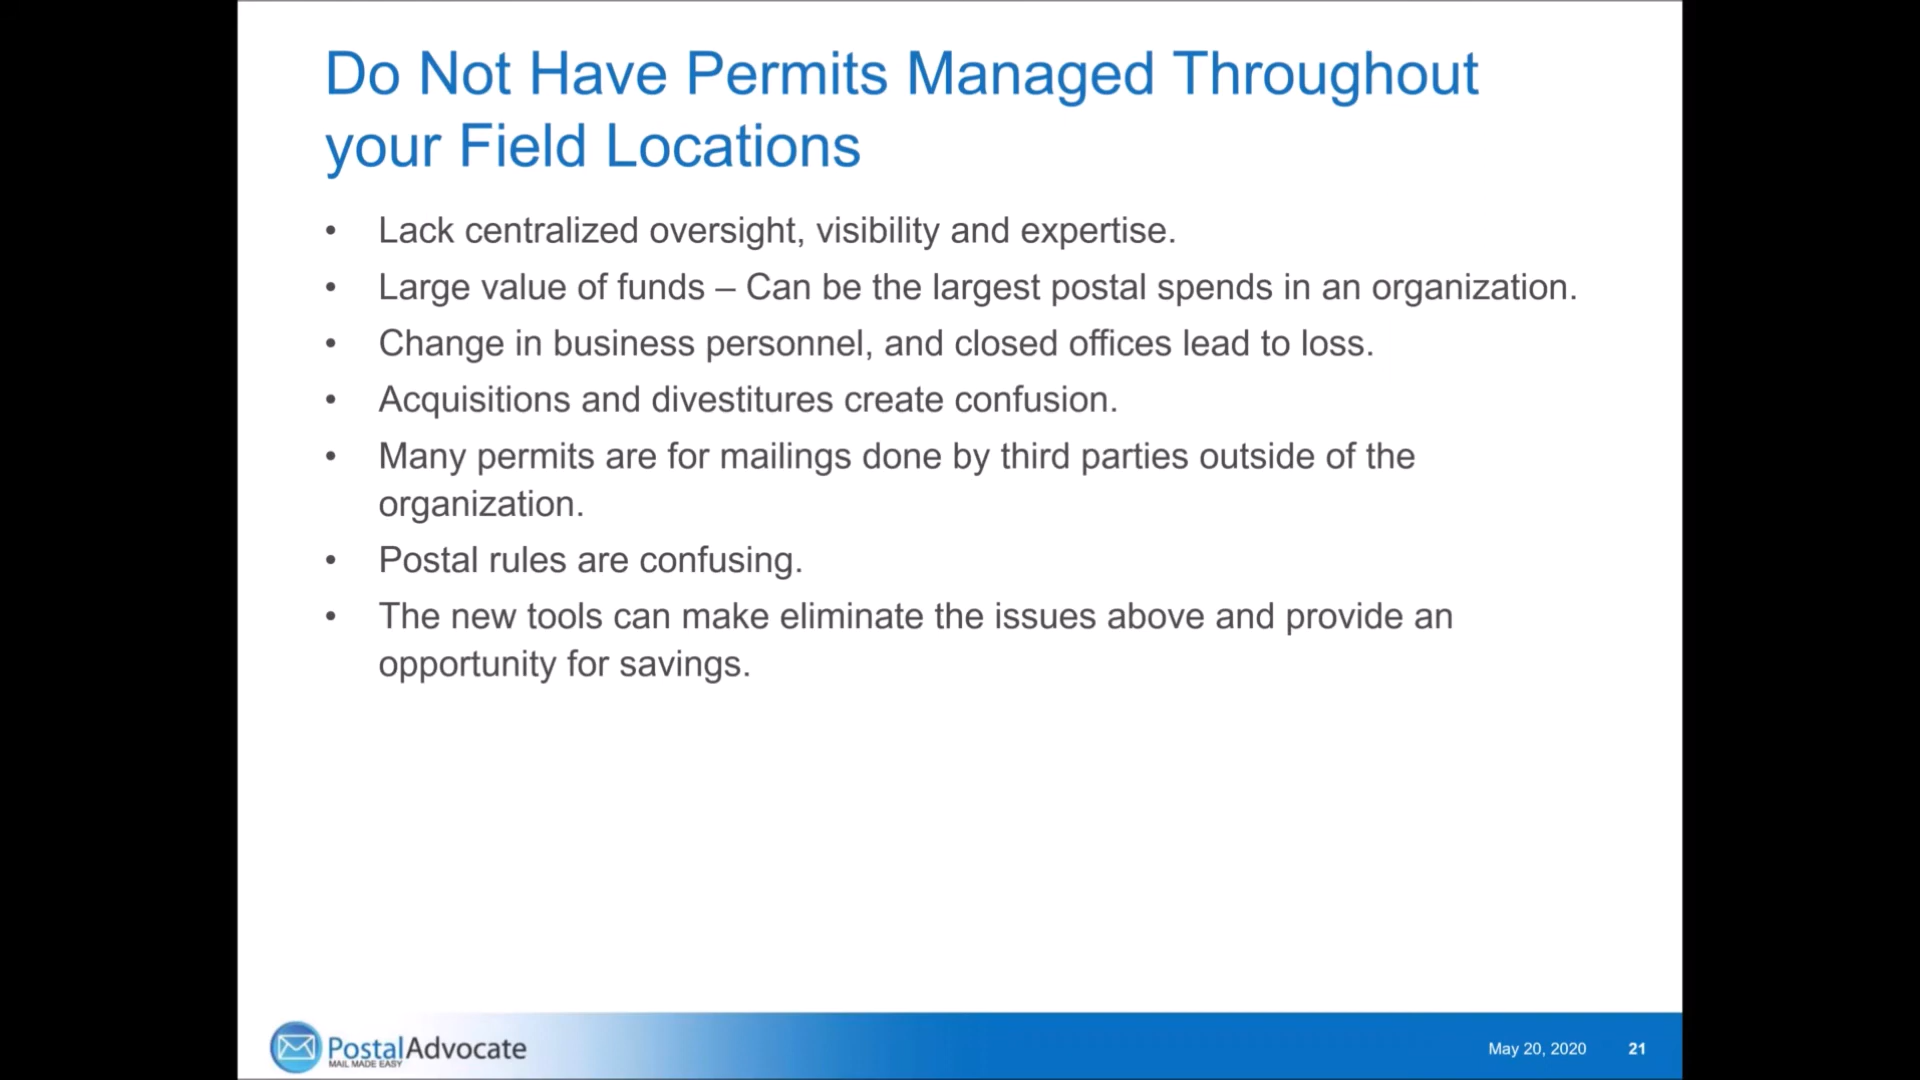 Do Not Have Permits Managed Throughout
your Field Locations
• Lack centralized oversight, visibility and expertise.
• Large value of funds – Can be the largest postal spends in an organization.
• Change in business personnel, and closed offices lead to loss.
• Acquisitions and divestitures create confusion.
• Many permits are for mailings done by third parties outside of the
organization.
• Postal rules are confusing.
• The new tools can make eliminate the issues above and provide an
opportunity for savings.
PostalAdvocate
MAIL MADE EASY
May 20, 2020 21